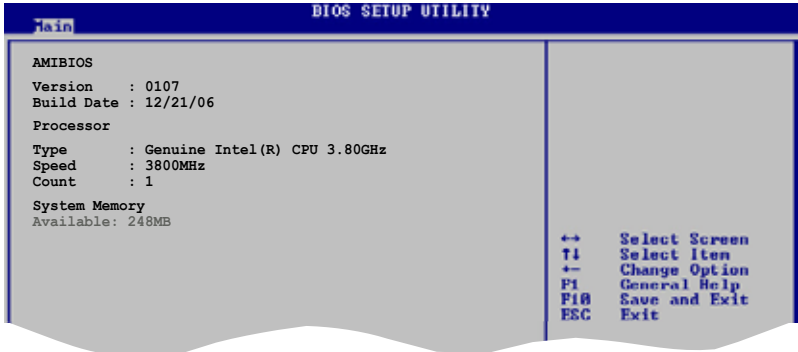 BIOS SETUP UTILITY
Main
AMIBIOS
Version : 0107
Build Date : 12/21/06
Processor
Type : Genuine Intel(R) CPU 3.80GHz
Speed : 3800MHz
Count : 1
System Memory
Available: 248MB
←→ Select Screen
↑↓ Select Item
+- Change Option
F1 General Help
F10 Save and Exit
ESC Exit